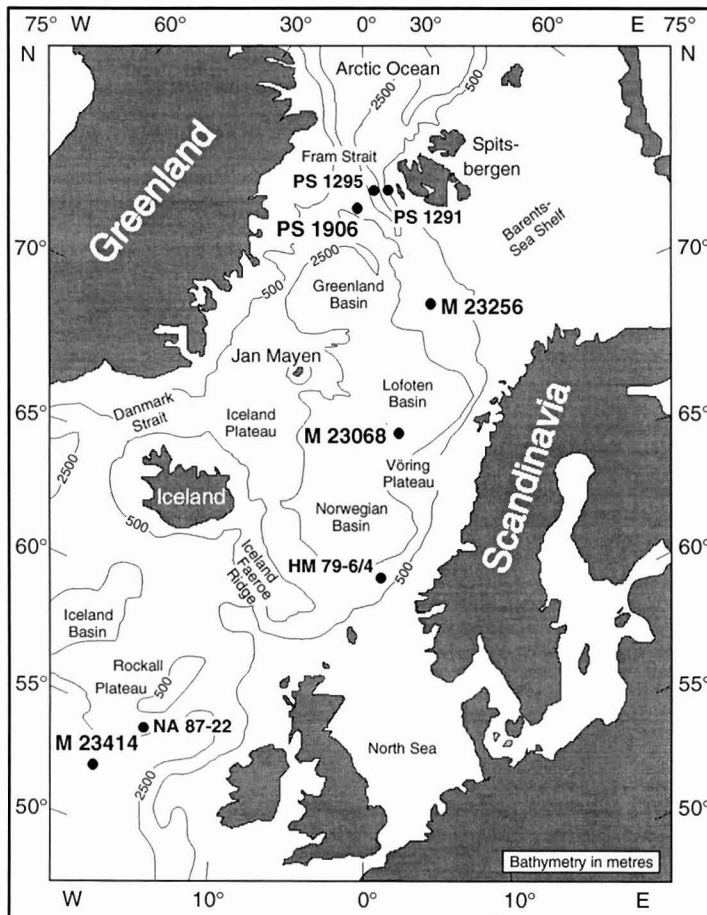 75° W 60° 30° 0° 30° E 75°
N N
Arctic Ocean
500
2500
Greenland
Fram Strait
Spits-
bergen
PS 1295
PS 1291
PS 1906
Barents-
Sea Shelf
70° 70°
2500
500
Greenland
Basin
M 23256
Jan Mayen
Danmark
Strait
Lofoten
Basin
65° 65°
Iceland
Plateau
M 23068
2500
Vöring
Plateau
Scandinavia
Iceland
500
Norwegian
Basin
60° 60°
Iceland
Faeroe
Ridge
HM 79-6/4
500
Iceland
Basin
Rockall
Plateau
500
55° 55°
NA 87-22
M 23414
North Sea
2500
50° 50°
Bathymetry in metres
W 10° 0° 10° E